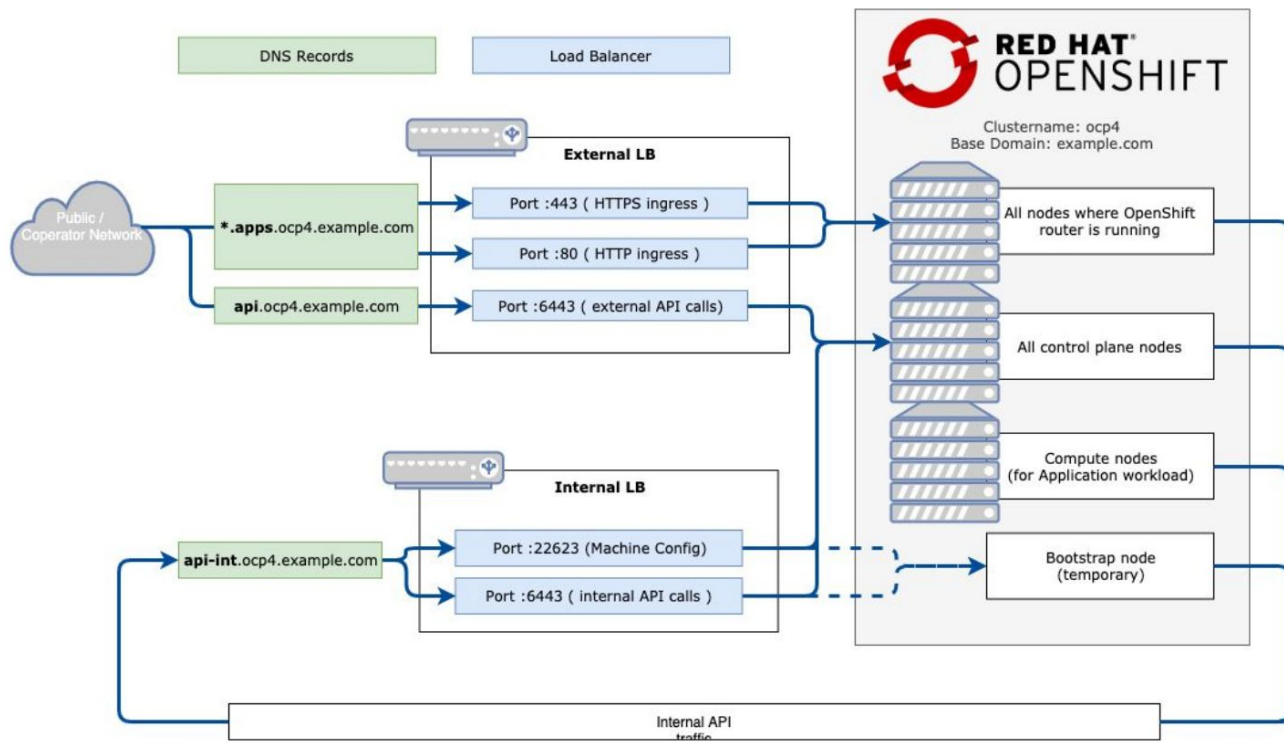 DNS Records
Load Balancer
RED HAT®
OPENSHIFT
Clustername: ocp4
Base Domain: example.com
External LB
Public /
Coperator Network
*.apps.ocp4.example.com
Port :443 ( HTTPS ingress )
Port :80 ( HTTP ingress )
All nodes where OpenShift
router is running
api.ocp4.example.com
Port :6443 ( external API calls)
All control plane nodes
Compute nodes
(for Application workload)
Internal LB
api-int.ocp4.example.com
Port :22623 (Machine Config)
Port :6443 ( internal API calls )
Bootstrap node
(temporary)
Internal API
traffic